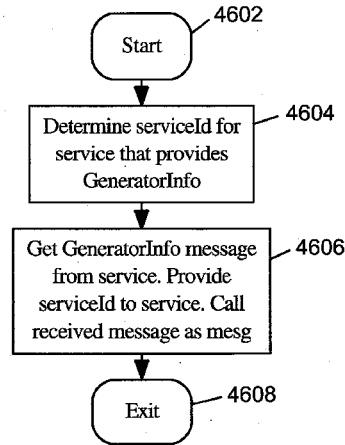 4602
Start
4604
Determine serviceId for
service that provides
GeneratorInfo
4606
Get GeneratorInfo message
from service. Provide
serviceId to service. Call
received message as mesg
4608
Exit